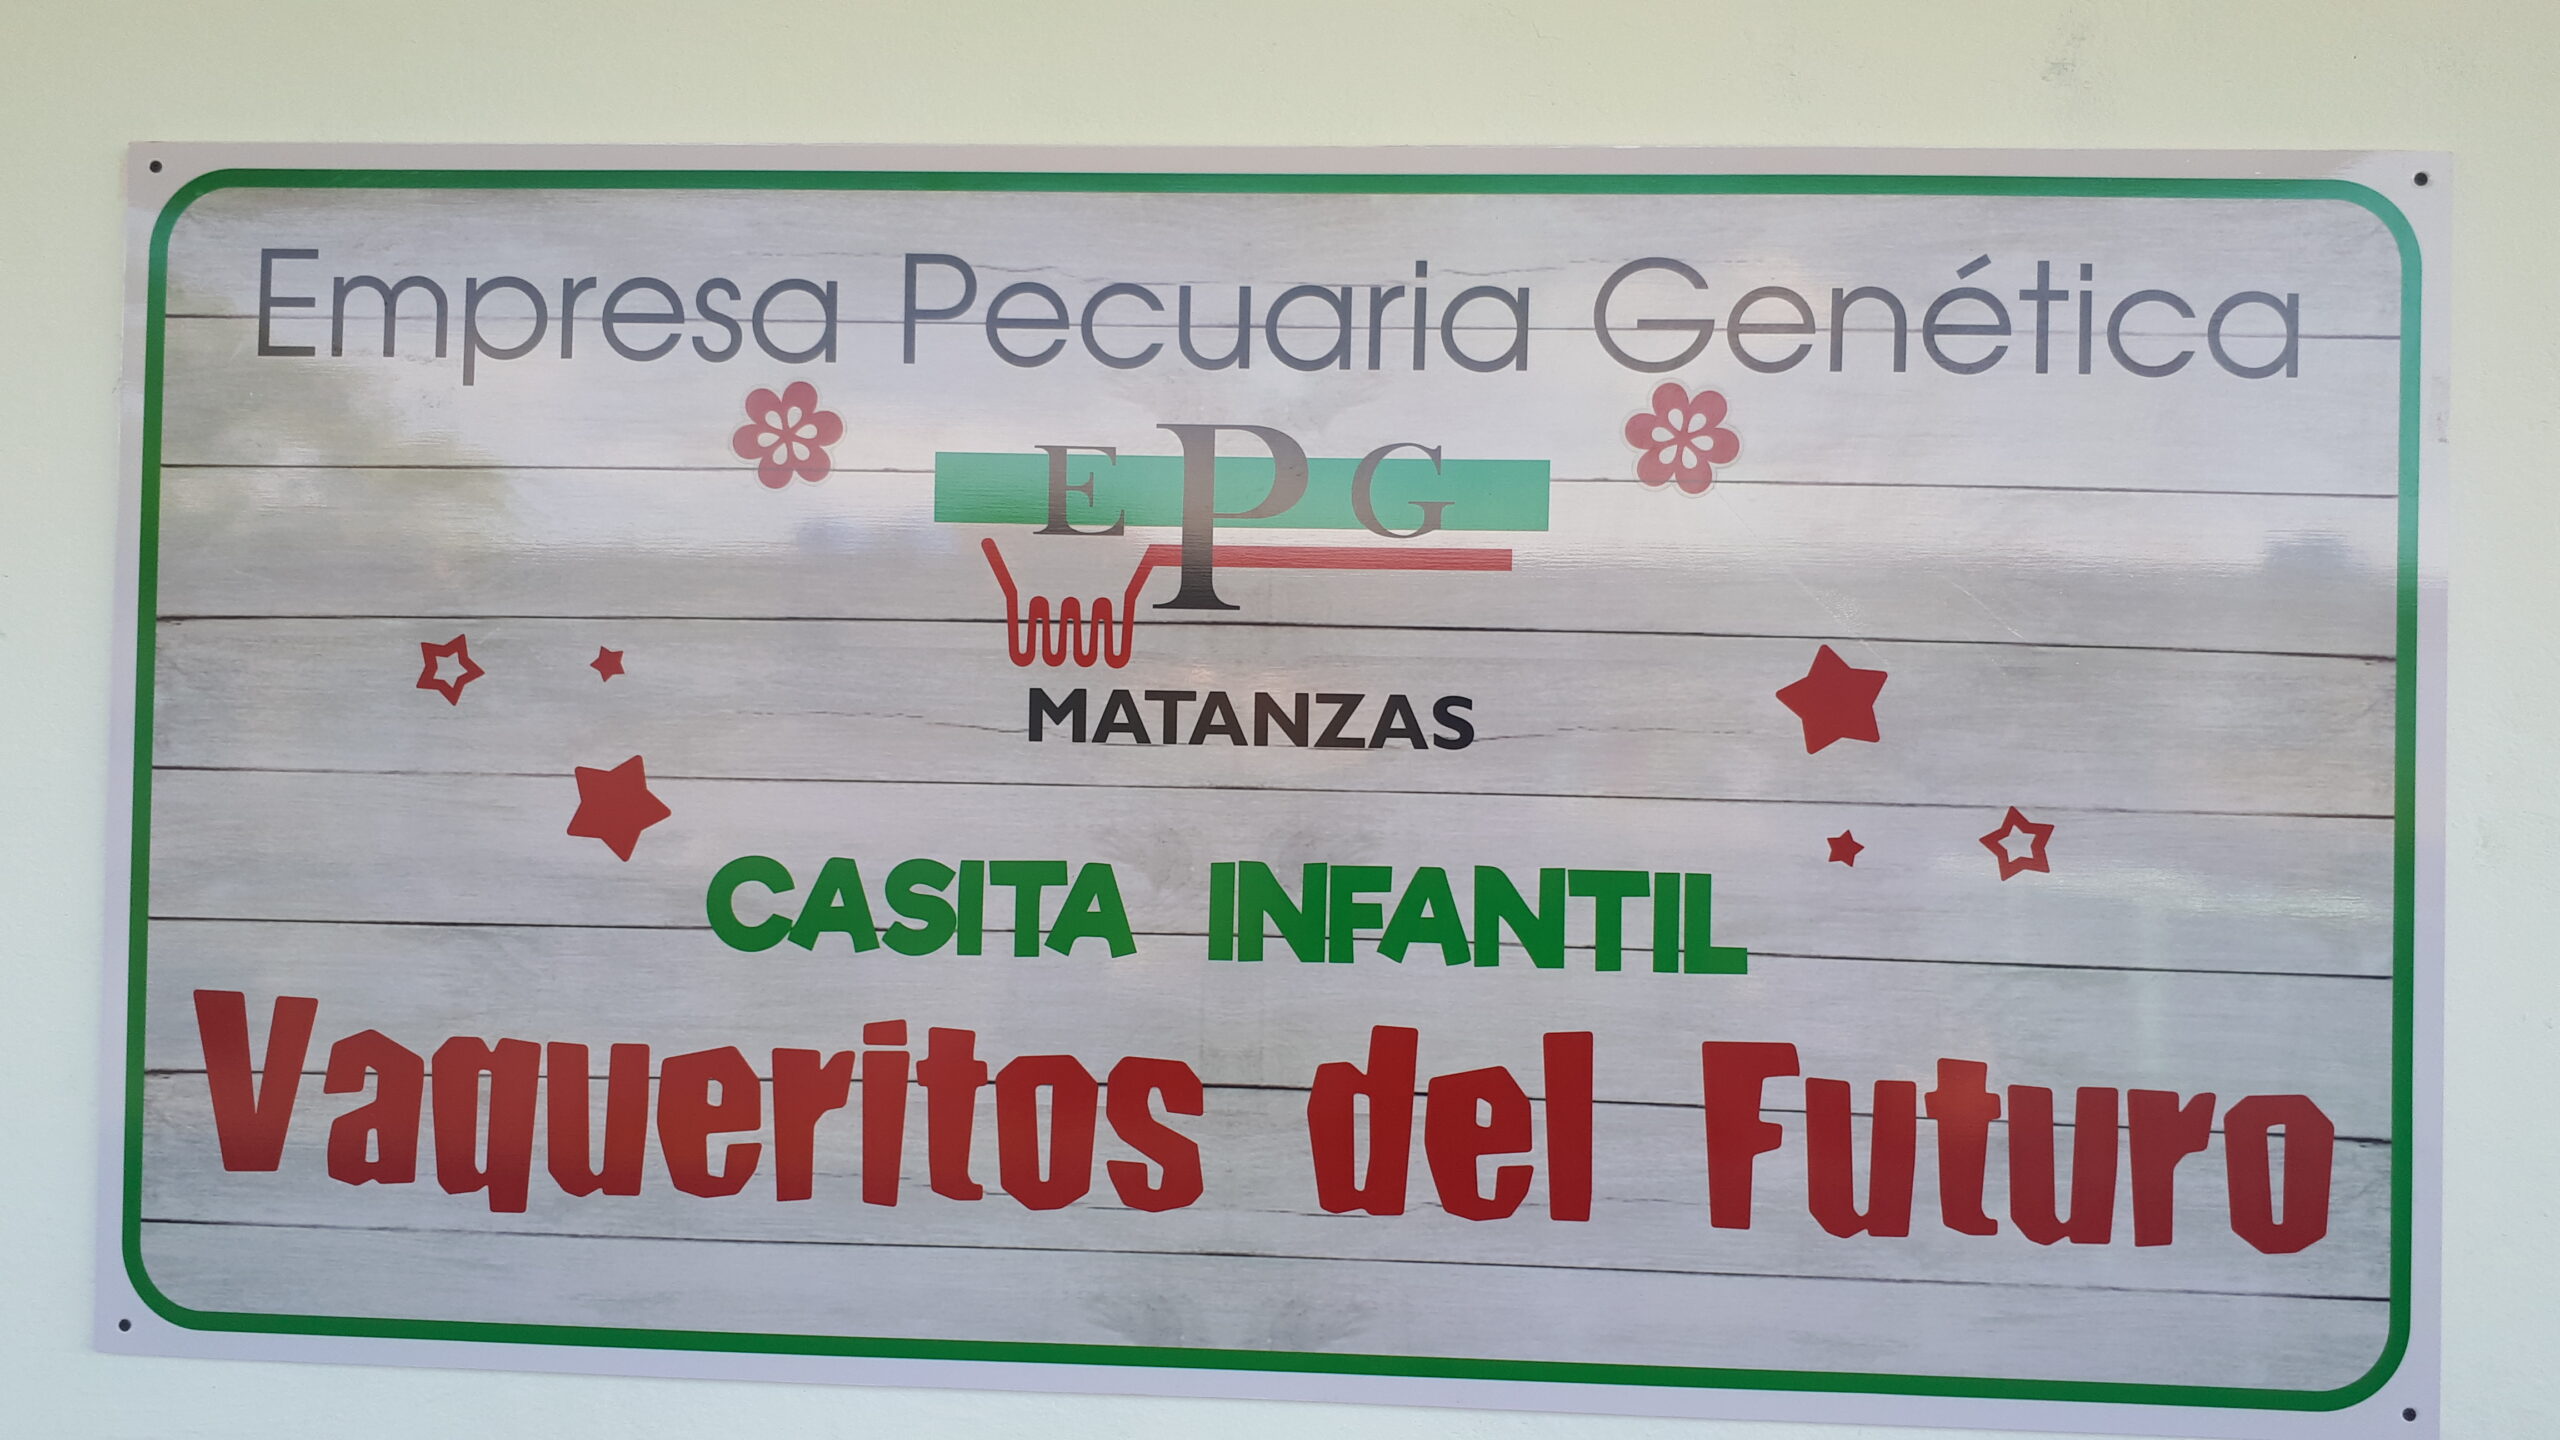 Empresa Pecuaria Genética
EPG
MATANZAS
CASITA INFANTIL
Vaqueritos del Futuro